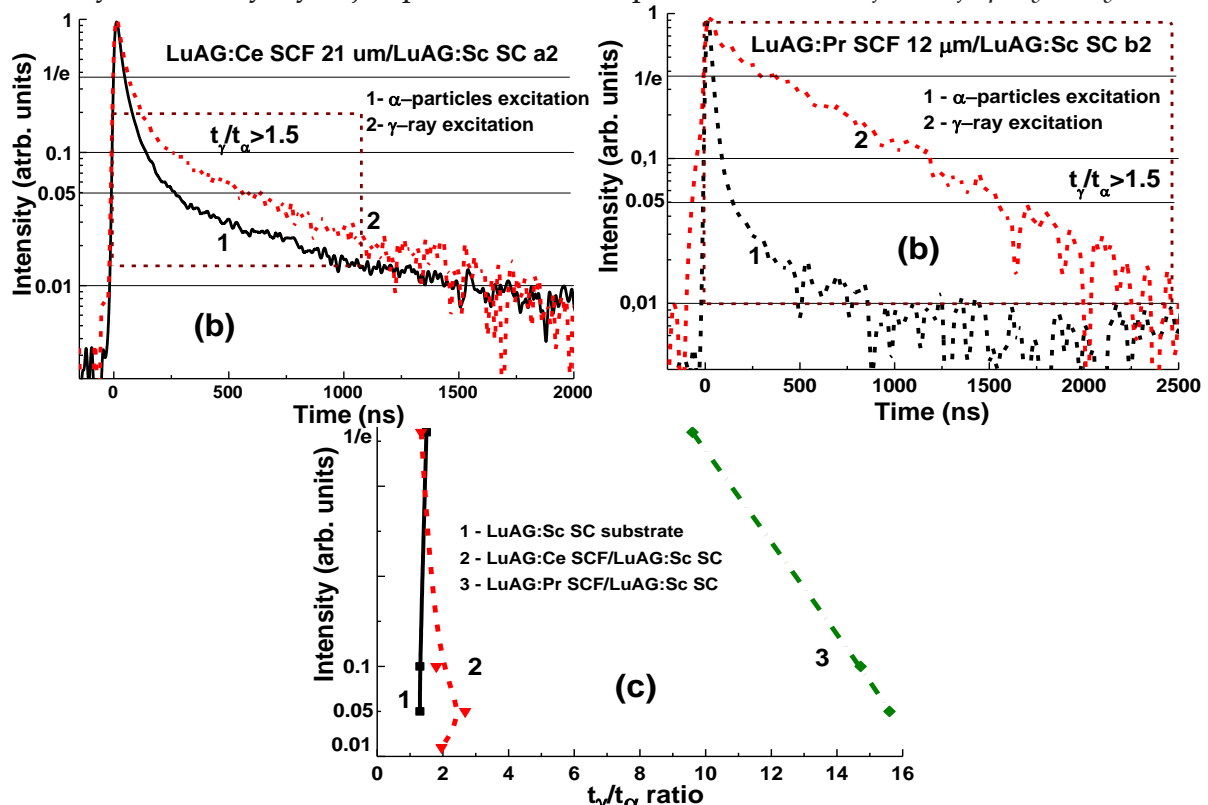 LuAG:Ce SCF 21 um/LuAG:Sc SC a2
1- α–particles excitation
2- γ–ray excitation
tγ/tα>1.5
1
1/e
0.1
0.05
0.01
Intensity (atrb. units)
1
2
(b)
0 500 1000 1500 2000
Time (ns)
LuAG:Pr SCF 12 μm/LuAG:Sc SC b2
1 - α–particles excitation
2 - γ–ray excitation
tγ/tα>1.5
1
1/e
0,1
0.05
0,01
Intensity (arb. units)
1
2
(b)
0 500 1000 1500 2000 2500
Time (ns)
1/e
0.1
0.05
0.01
Intensity (arb. units)
1 - LuAG:Sc SC substrate
2 - LuAG:Ce SCF/LuAG:Sc SC
3 - LuAG:Pr SCF/LuAG:Sc SC
1
2
3
(c)
0 2 4 6 8 10 12 14 16
tγ/tα ratio